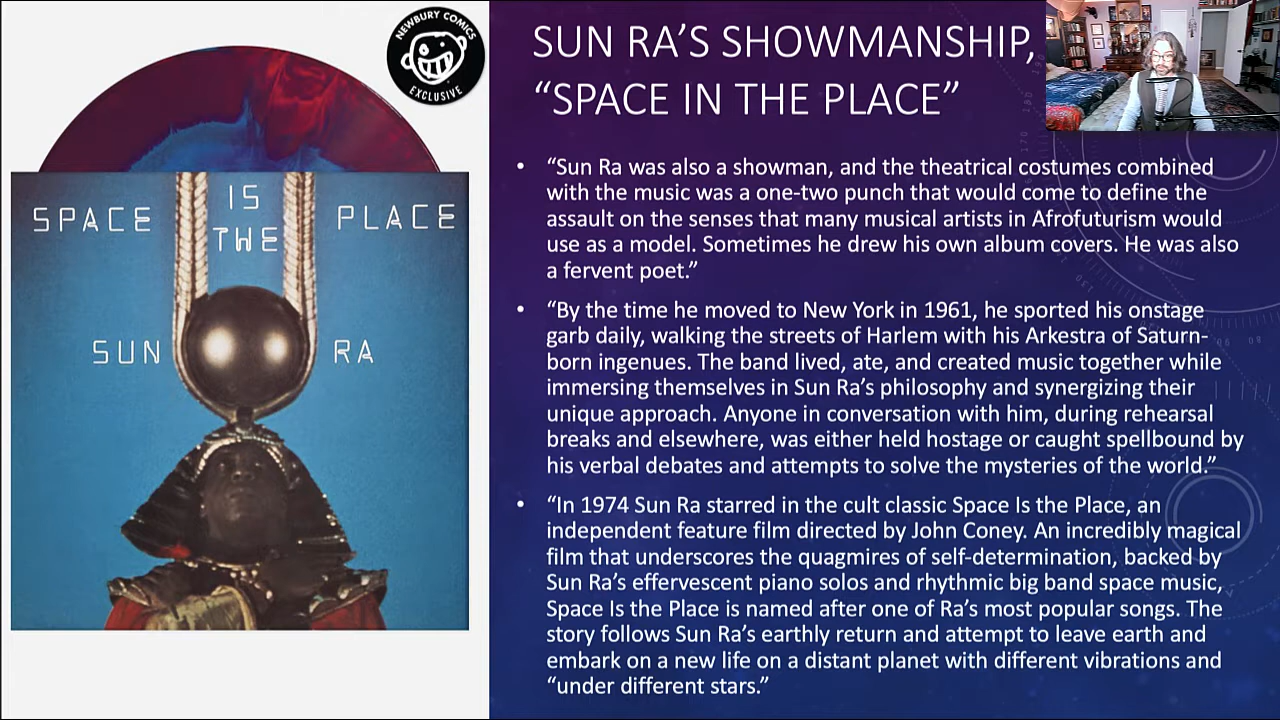 NEWBURY COMICS
EXCLUSIVE
SPACE IS THE PLACE
SUN RA
SUN RA’S SHOWMANSHIP,
“SPACE IN THE PLACE”
• “Sun Ra was also a showman, and the theatrical costumes combined
with the music was a one-two punch that would come to define the
assault on the senses that many musical artists in Afrofuturism would
use as a model. Sometimes he drew his own album covers. He was also
a fervent poet.”
• “By the time he moved to New York in 1961, he sported his onstage
garb daily, walking the streets of Harlem with his Arkestra of Saturn-
born ingenues. The band lived, ate, and created music together while
immersing themselves in Sun Ra’s philosophy and synergizing their
unique approach. Anyone in conversation with him, during rehearsal
breaks and elsewhere, was either held hostage or caught spellbound by
his verbal debates and attempts to solve the mysteries of the world.”
• “In 1974 Sun Ra starred in the cult classic Space Is the Place, an
independent feature film directed by John Coney. An incredibly magical
film that underscores the quagmires of self-determination, backed by
Sun Ra’s effervescent piano solos and rhythmic big band space music,
Space Is the Place is named after one of Ra’s most popular songs. The
story follows Sun Ra’s earthly return and attempt to leave earth and
embark on a new life on a distant planet with different vibrations and
“under different stars.”